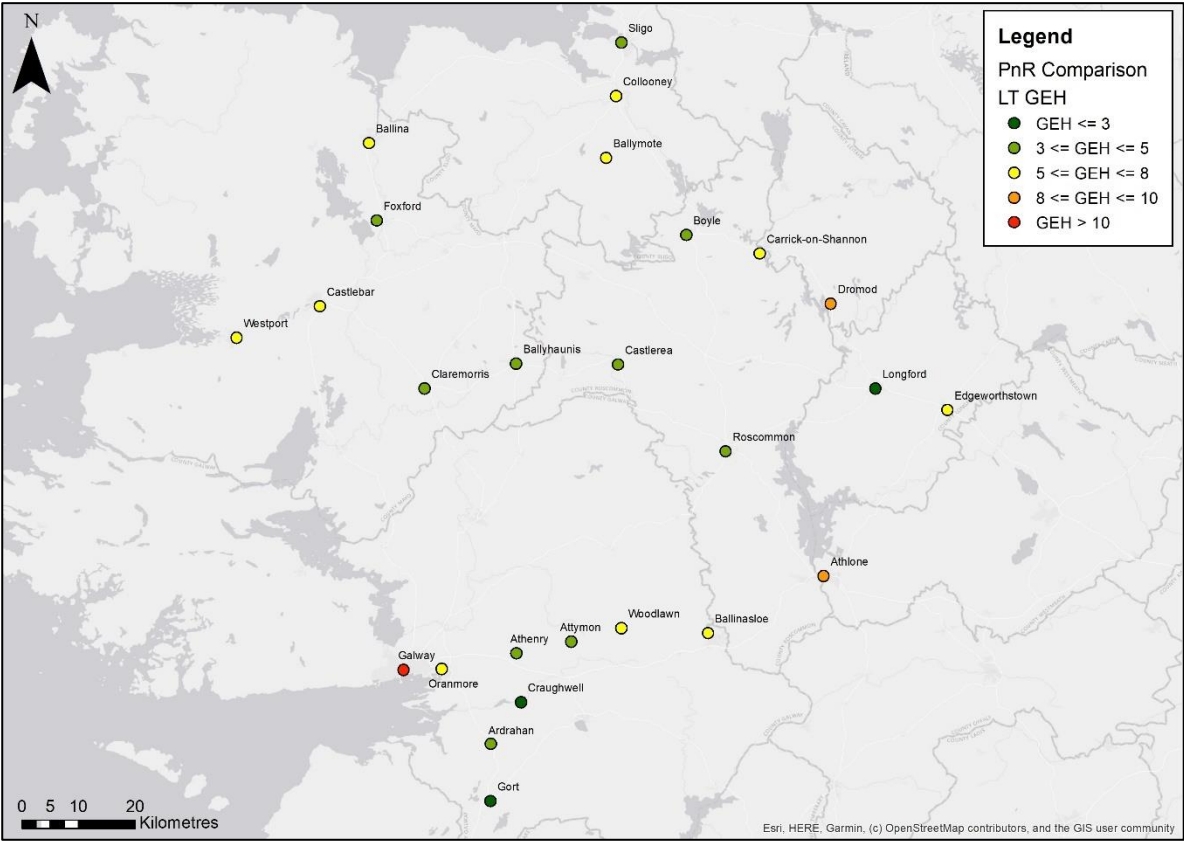 N
Legend
PnR Comparison
LT GEH
GEH <= 3
3 <= GEH <= 5
5 <= GEH <= 8
8 <= GEH <= 10
GEH > 10
Sligo
Collooney
Ballina
Ballymote
Foxford
Boyle
Carrick-on-Shannon
Dromod
Castlebar
Westport
Ballyhaunis
Castlerea
Claremorris
Longford
Edgeworthstown
Roscommon
Athlone
Woodlawn
Ballinasloe
Attymon
Athenry
Galway
Oranmore
Craughwell
Ardrahan
Gort
0 5 10 20
Kilometres
Esri, HERE, Garmin, (c) OpenStreetMap contributors, and the GIS user community